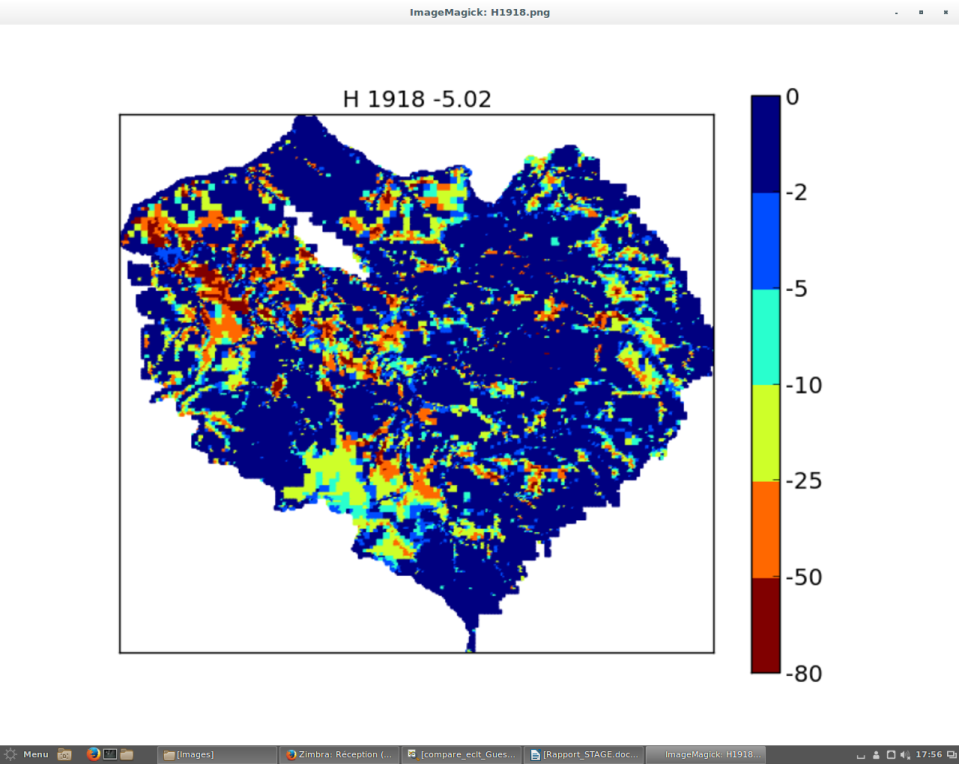 ImageMagick: H1918.png
H 1918 -5.02
0
-2
-5
-10
-25
-50
-80
Menu
[Images]
Zimbra: Réception (...
[compare_ecit_Gues...
[Rapport_STAGE.doc...
ImageMagick: H1918...
17:56